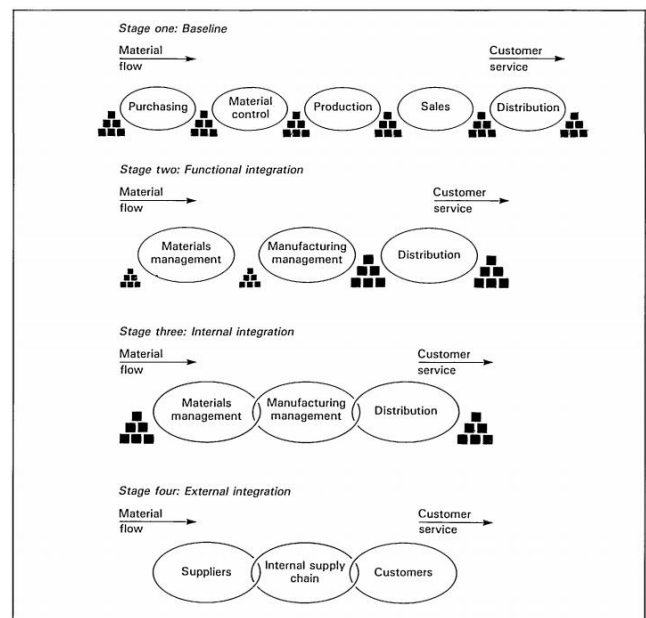 Stage one: Baseline
Material
flow
Customer
service
Purchasing
Material
control
Production
Sales
Distribution
Stage two: Functional integration
Material
flow
Customer
service
Materials
management
Manufacturing
management
Distribution
Stage three: Internal integration
Material
flow
Customer
service
Materials
management
Manufacturing
management
Distribution
Stage four: External integration
Material
flow
Customer
service
Suppliers
Internal supply
chain
Customers